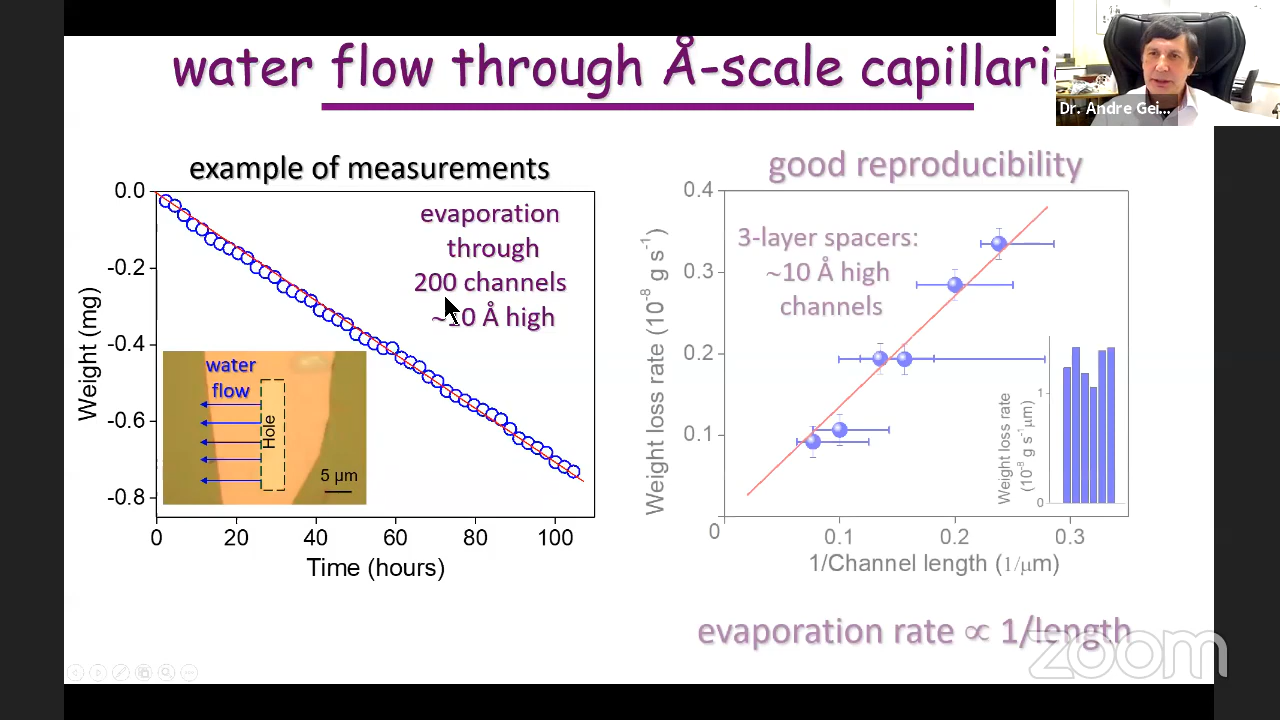 water flow through Å-scale capillari
Dr. Andre Gei...
example of measurements
0.0
-0.2
-0.4
-0.6
-0.8
Weight (mg)
evaporation
through
200 channels
~10 Å high
water
flow
Hole
5 μm
0 20 40 60 80 100
Time (hours)
good reproducibility
0.4
0.3
0.2
0.1
0
Weight loss rate (10⁻⁸ g s⁻¹)
3-layer spacers:
~10 Å high
channels
Weight loss rate
(10⁻⁸ g s⁻¹μm)
1
0
0.1 0.2 0.3
1/Channel length (1/μm)
evaporation rate ∝ 1/length
zoom